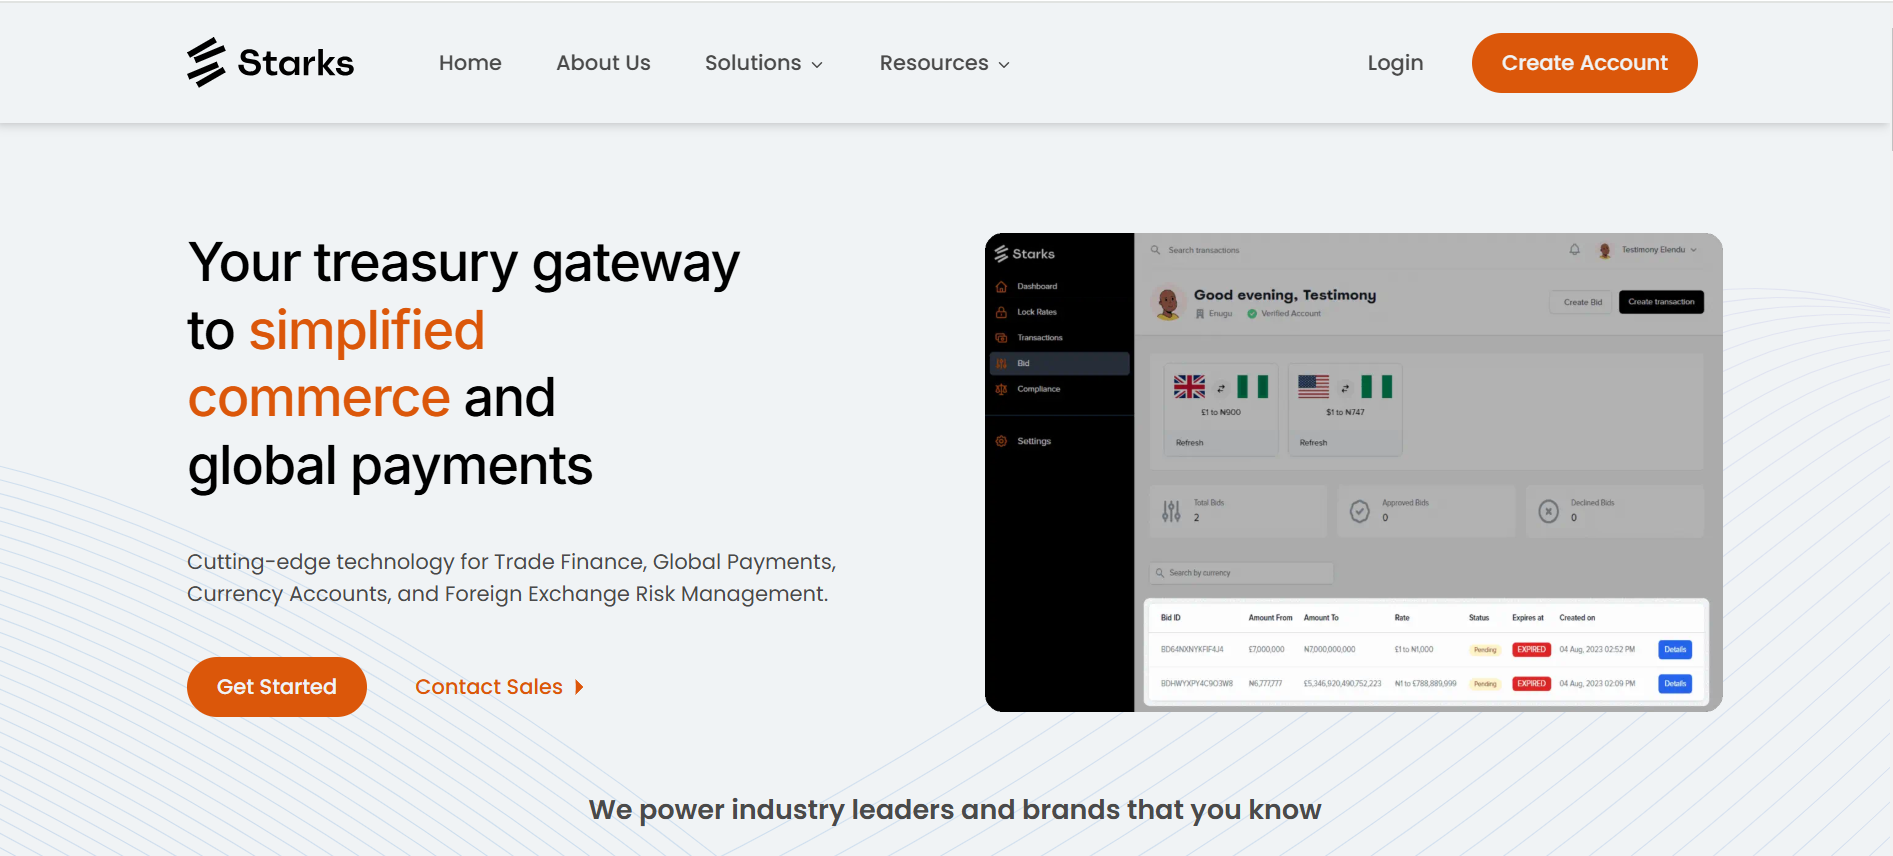 Starks
Home
About Us
Solutions
Resources
Login
Create Account
Your treasury gateway
to simplified
commerce and
global payments
Cutting-edge technology for Trade Finance, Global Payments,
Currency Accounts, and Foreign Exchange Risk Management.
Get Started
Contact Sales
Starks
Dashboard
Lock Rates
Transactions
Bid
Compliance
Settings
Search transactions
Testimony Elendu
Good evening, Testimony
Enugu
Verified Account
Create Bid
Create transaction
£1 to ₦900
Refresh
$1 to ₦747
Refresh
Total Bids
2
Approved Bids
0
Declined Bids
0
Search by currency
Bid ID Amount From Amount To Rate Status Expires at Created on
BD64NXNYKFIF4J4 £7,000,000 ₦7,000,000,000 £1 to ₦1,000 Pending EXPIRED 04 Aug, 2023 02:52 PM Details
BDHWYXPY4C9O3W8 ₦6,777,777 £5,346,920,490,752,223 ₦1 to £788,889,999 Pending EXPIRED 04 Aug, 2023 02:09 PM Details
We power industry leaders and brands that you know